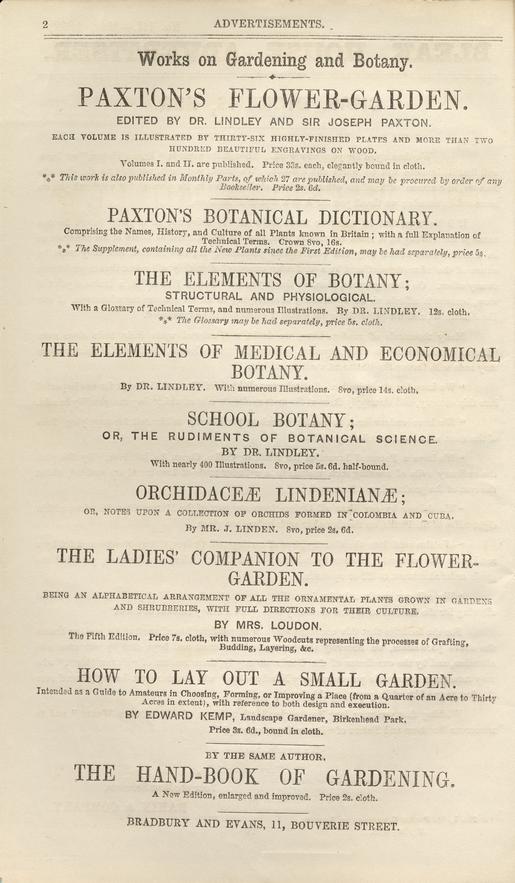 2 ADVERTISEMENTS.
Works on Gardening and Botany.
PAXTON'S FLOWER-GARDEN.
EDITED BY DR. LINDLEY AND SIR JOSEPH PAXTON.
EACH VOLUME IS ILLUSTRATED BY THIRTY-SIX HIGHLY-FINISHED PLATES AND MORE THAN TWO
HUNDRED BEAUTIFUL ENGRAVINGS ON WOOD.
Volumes I. and II. are published. Price 33s. each, elegantly bound in cloth.
*** This work is also published in Monthly Parts, of which 27 are published, and may be procured by order of any
Bookseller. Price 2s. 6d.
PAXTON'S BOTANICAL DICTIONARY.
Comprising the Names, History, and Culture of all Plants known in Britain; with a full Explanation of
Technical Terms. Crown 8vo, 16s.
*** The Supplement, containing all the New Plants since the First Edition, may be had separately, price 5s.
THE ELEMENTS OF BOTANY;
STRUCTURAL AND PHYSIOLOGICAL.
With a Glossary of Technical Terms, and numerous Illustrations. By DR. LINDLEY. 12s. cloth.
*** The Glossary may be had separately, price 5s. cloth.
THE ELEMENTS OF MEDICAL AND ECONOMICAL
BOTANY.
By DR. LINDLEY. With numerous Illustrations. 8vo, price 14s. cloth.
SCHOOL BOTANY;
OR, THE RUDIMENTS OF BOTANICAL SCIENCE.
BY DR. LINDLEY.
With nearly 400 Illustrations. 8vo, price 5s. 6d. half-bound.
ORCHIDACEÆ LINDENIANÆ;
OR, NOTES UPON A COLLECTION OF ORCHIDS FORMED IN COLOMBIA AND CUBA.
By MR. J. LINDEN. 8vo, price 2s. 6d.
THE LADIES' COMPANION TO THE FLOWER-
GARDEN.
BEING AN ALPHABETICAL ARRANGEMENT OF ALL THE ORNAMENTAL PLANTS GROWN IN GARDENS
AND SHRUBBERIES, WITH FULL DIRECTIONS FOR THEIR CULTURE.
BY MRS. LOUDON.
The Fifth Edition. Price 7s. cloth, with numerous Woodcuts representing the processes of Grafting,
Budding, Layering, &c.
HOW TO LAY OUT A SMALL GARDEN.
Intended as a Guide to Amateurs in Choosing, Forming, or Improving a Place (from a Quarter of an Acre to Thirty
Acres in extent), with reference to both design and execution.
BY EDWARD KEMP, Landscape Gardener, Birkenhead Park.
Price 3s. 6d., bound in cloth.
BY THE SAME AUTHOR,
THE HAND-BOOK OF GARDENING.
A New Edition, enlarged and improved. Price 2s. cloth.
BRADBURY AND EVANS, 11, BOUVERIE STREET.